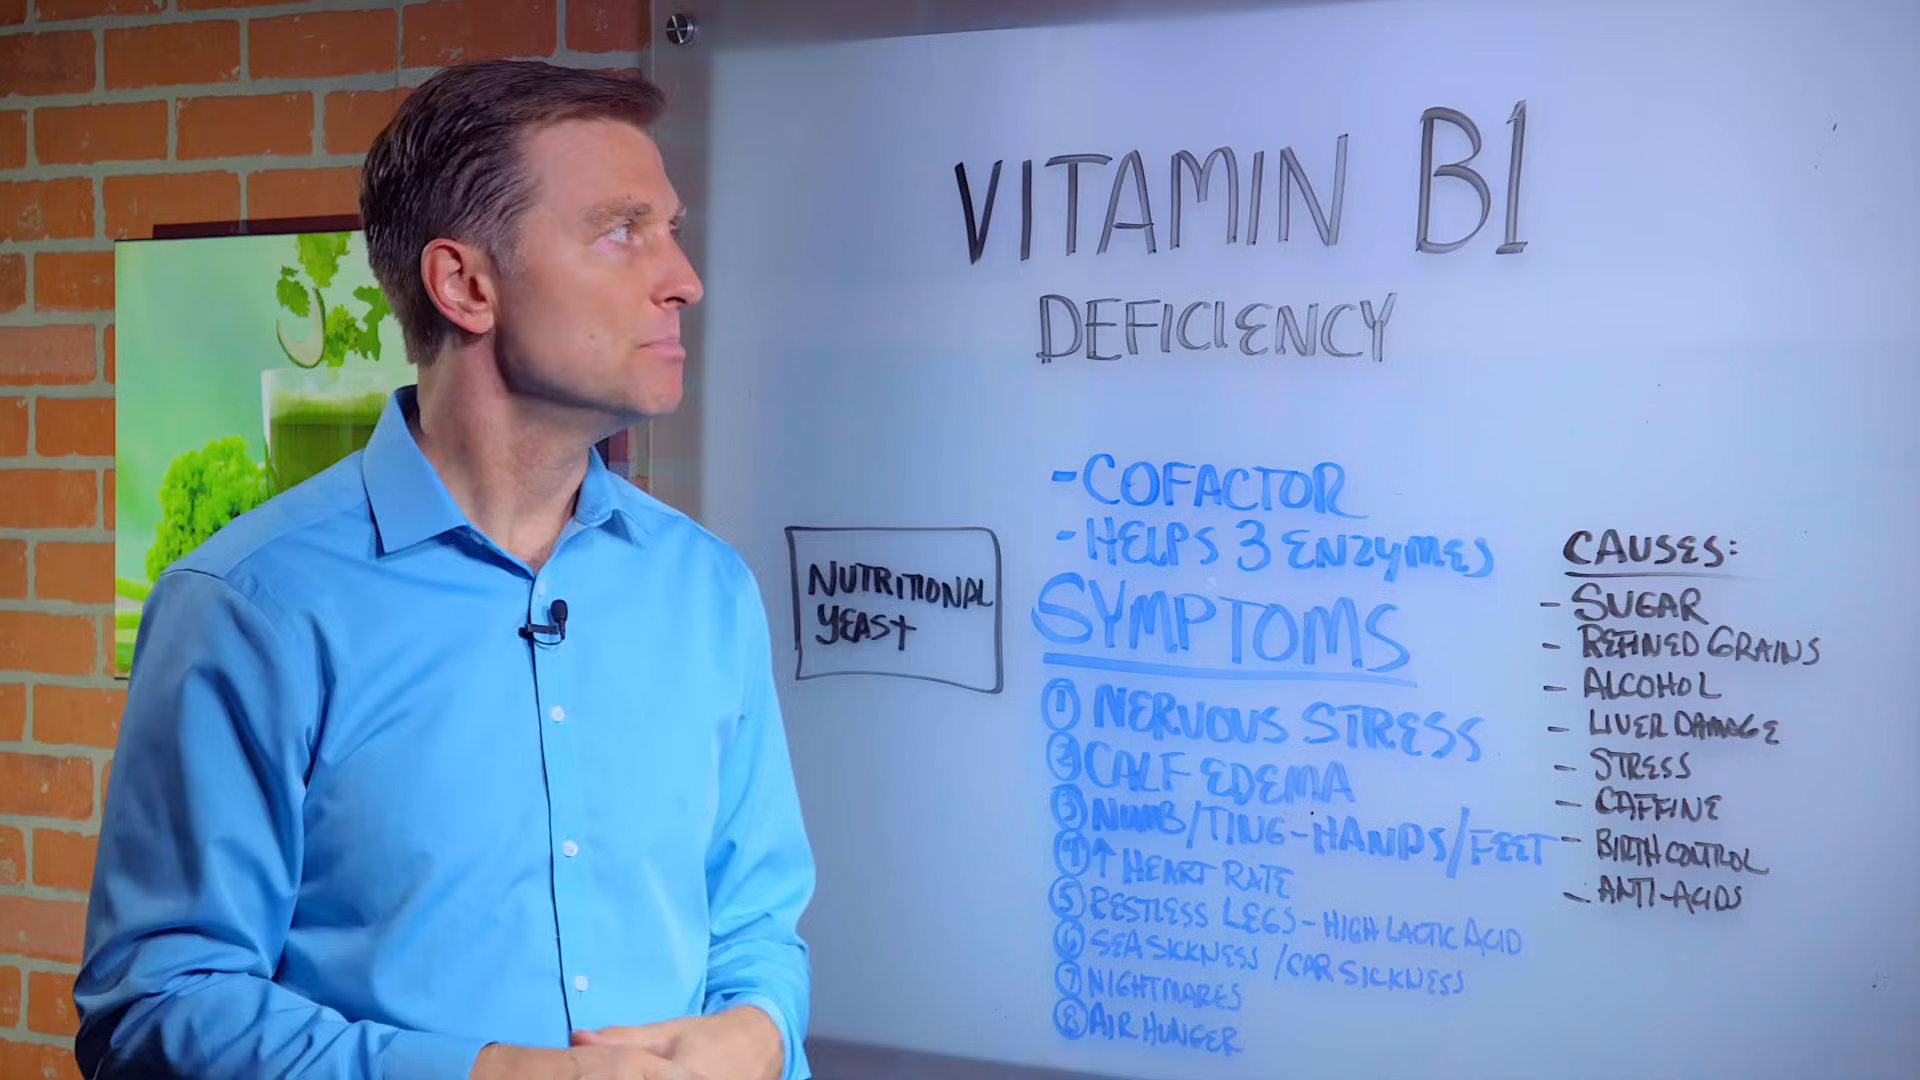 VITAMIN B1
DEFICIENCY
- COFACTOR
- HELPS 3 ENZYMES
NUTRITIONAL
YEAST
SYMPTOMS
① NERVOUS STRESS
② CALF EDEMA
③ NUMB/TING-HANDS/FEET
④ ↑ HEART RATE
⑤ RESTLESS LEGS - HIGH LACTIC ACID
⑥ SEA SICKNESS / CAR SICKNESS
⑦ NIGHTMARES
⑧ AIR HUNGER
CAUSES:
- SUGAR
- REFINED GRAINS
- ALCOHOL
- LIVER DAMAGE
- STRESS
- CAFFINE
- BIRTH CONTROL
- ANTI-ACIDS